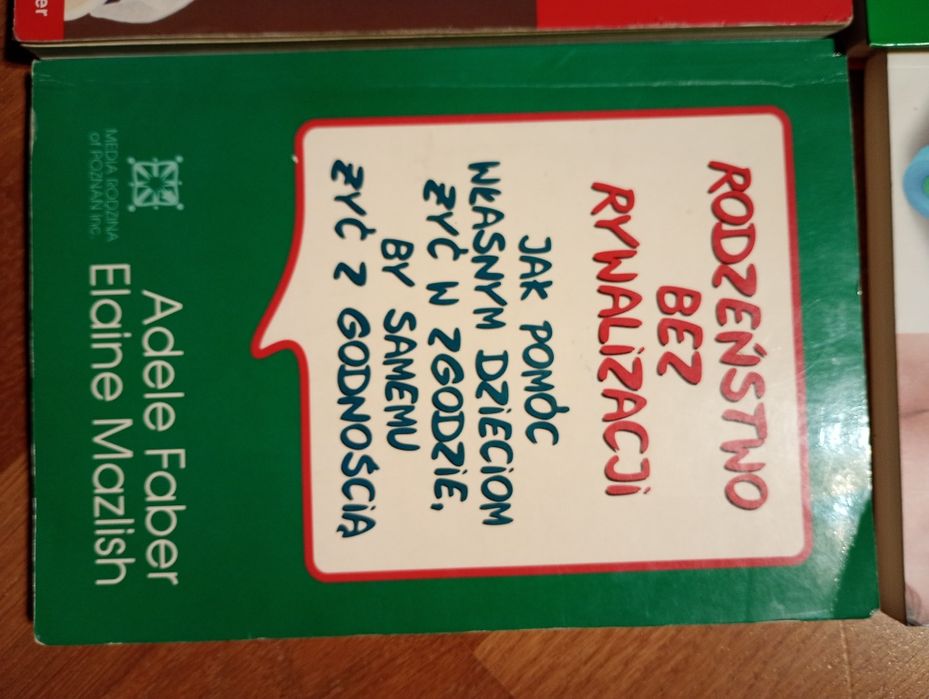 RODZEŃSTWO
BEZ
RYWALIZACJI
JAK POMÓC
WŁASNYM DZIECIOM
ŻYĆ W ZGODZIE,
BY SAMEMU
ŻYĆ Z GODNOŚCIĄ
Adele Faber
Elaine Mazlish
MEDIA RODZINA
of POZNAŃ Inc.
er